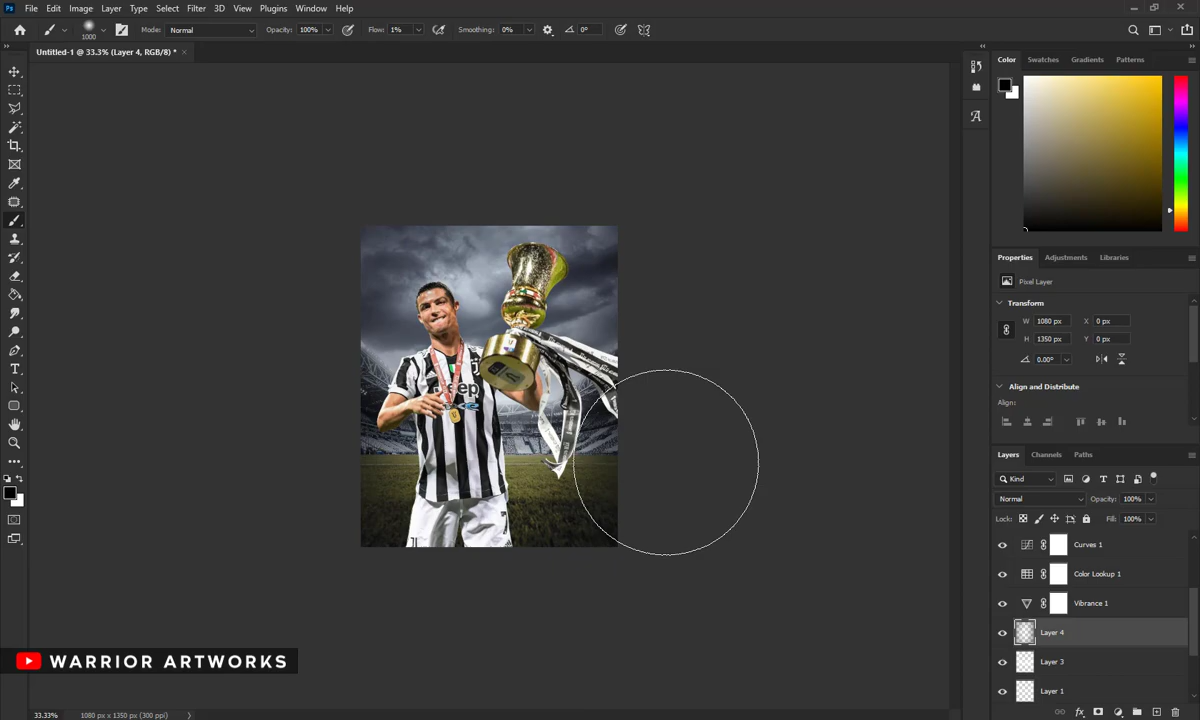 Ps File Edit Image Layer Type Select Filter 3D View Plugins Window Help
1000 Mode: Normal Opacity: 100% Flow: 1% Smoothing: 0% 0°
Untitled-1 @ 33.3% (Layer 4, RGB/8) *
Color Swatches Gradients Patterns
Properties Adjustments Libraries
Pixel Layer
Transform
W 1080 px X 0 px
H 1350 px Y 0 px
0.00°
Align and Distribute
Align:
Jeep
Layers Channels Paths
Kind
Normal Opacity: 100%
Lock: Fill: 100%
Curves 1
Color Lookup 1
Vibrance 1
Layer 4
Layer 3
Layer 1
WARRIOR ARTWORKS
33.33% 1080 px x 1350 px (300 ppi)